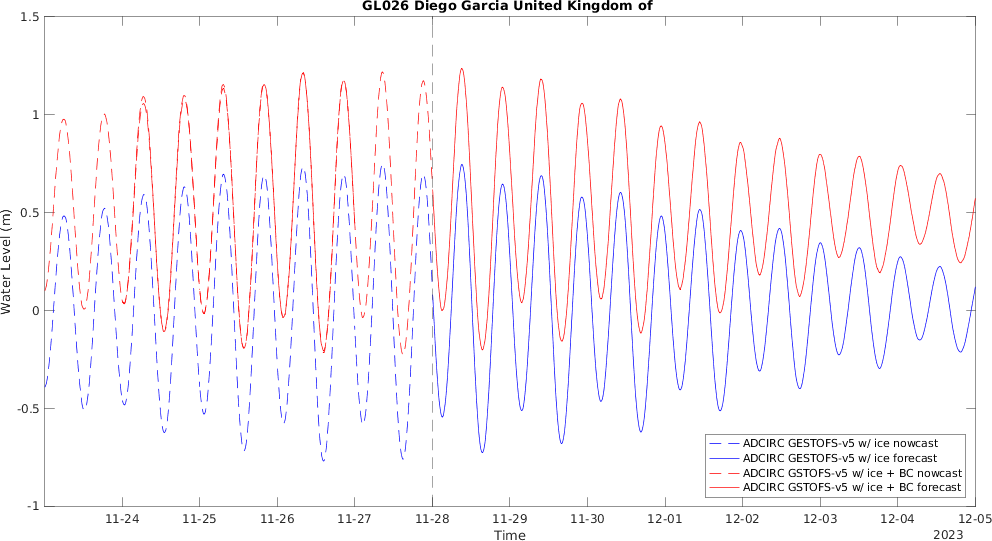 GL026 Diego Garcia United Kingdom of
Water Level (m)
1.5
1
0.5
0
-0.5
-1
ADCIRC GESTOFS-v5 w/ ice nowcast
ADCIRC GESTOFS-v5 w/ ice forecast
ADCIRC GSTOFS-v5 w/ ice + BC nowcast
ADCIRC GSTOFS-v5 w/ ice + BC forecast
11-24 11-25 11-26 11-27 11-28 11-29 11-30 12-01 12-02 12-03 12-04 12-05
Time
2023